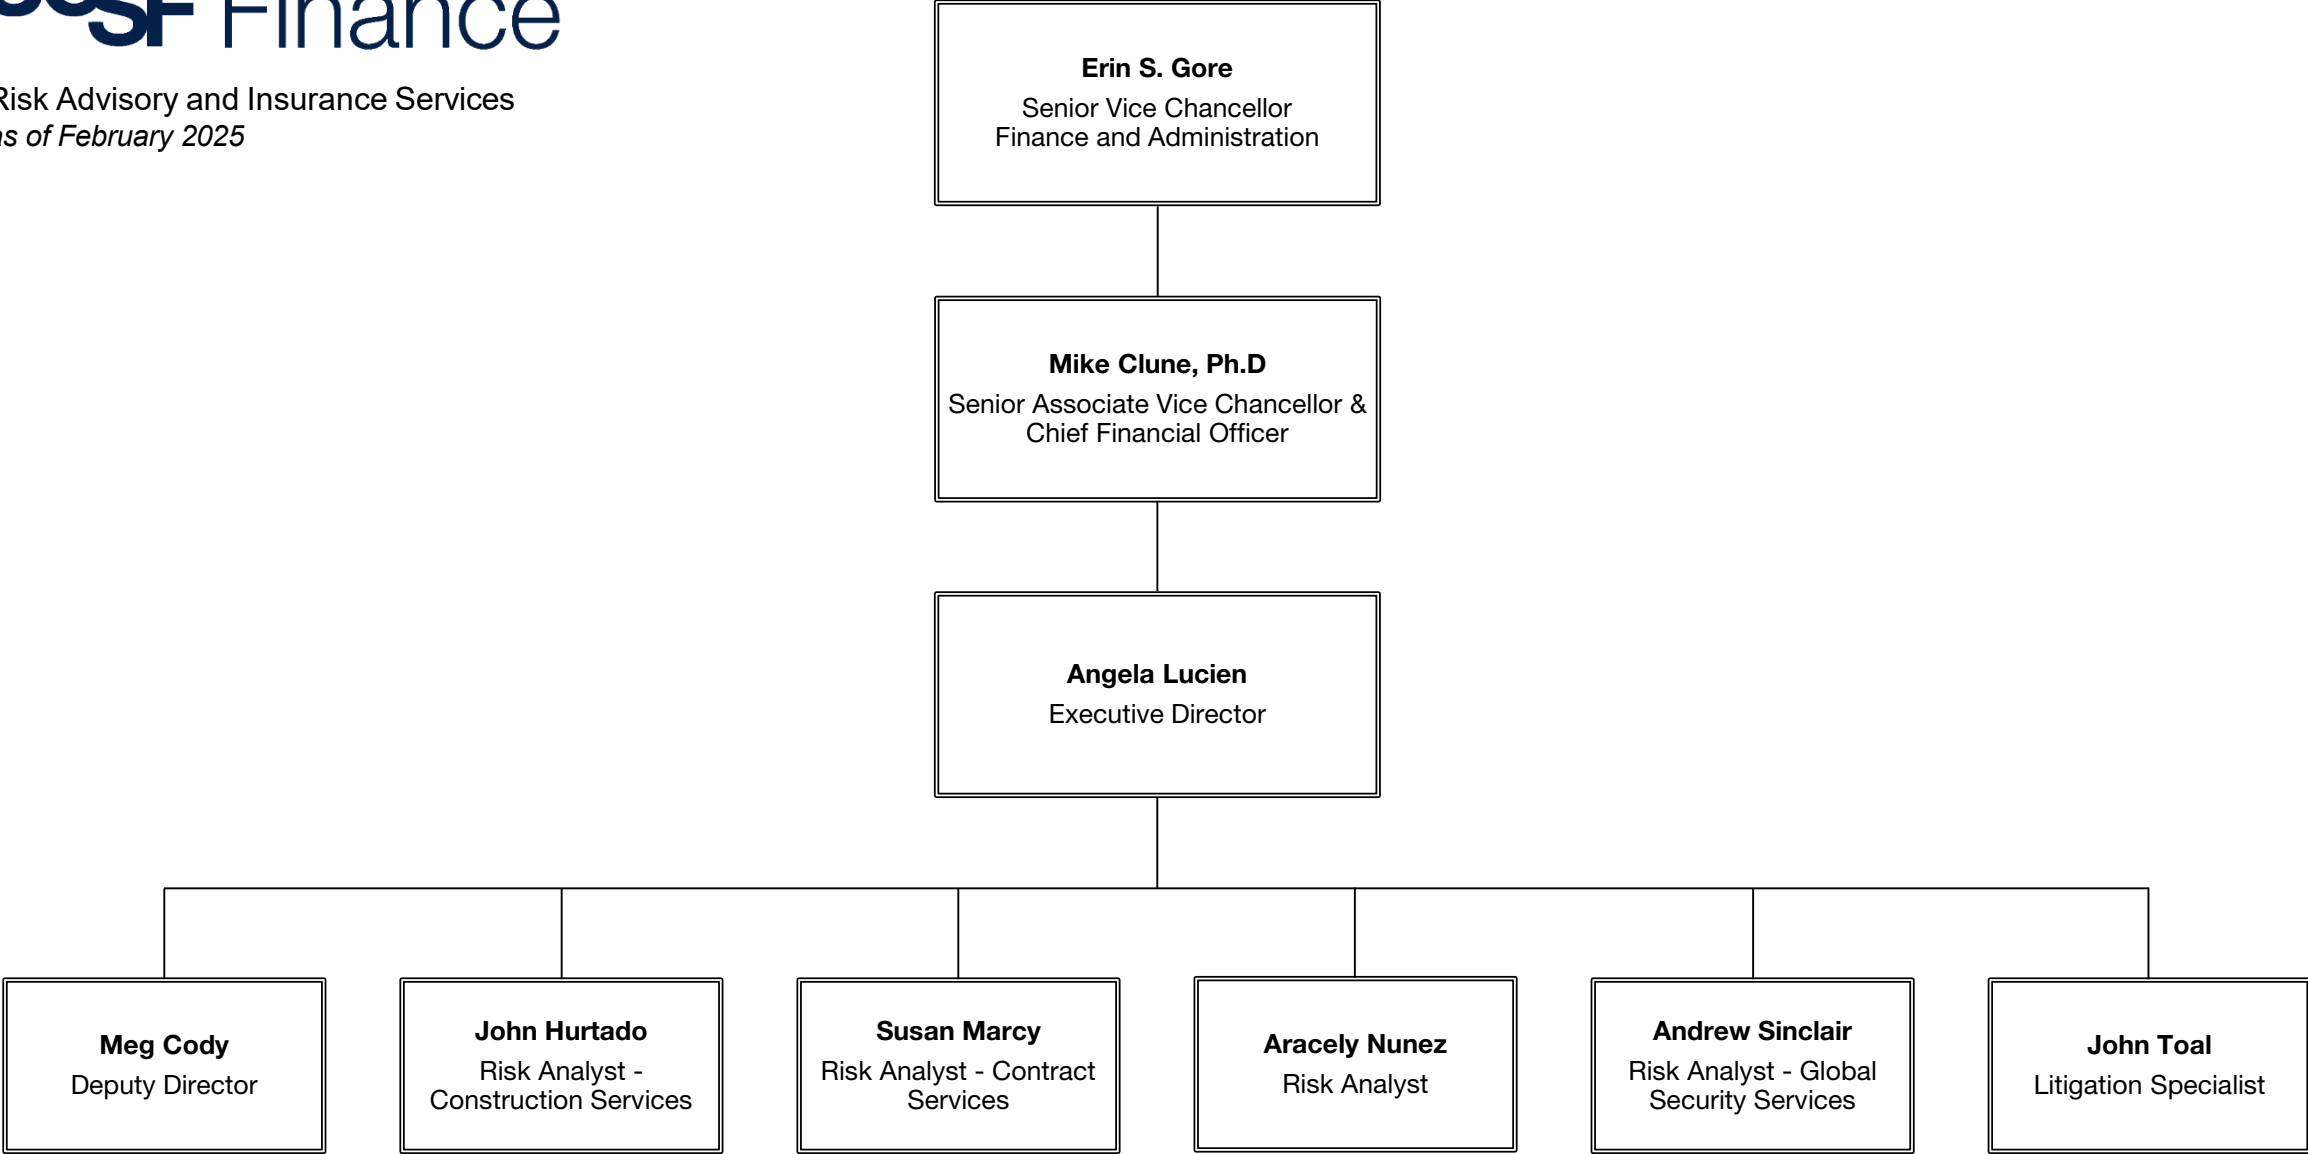 Finance
Risk Advisory and Insurance Services
as of February 2025
Erin S. Gore
Senior Vice Chancellor
Finance and Administration
Mike Clune, Ph.D
Senior Associate Vice Chancellor &
Chief Financial Officer
Angela Lucien
Executive Director
Meg Cody
Deputy Director
John Hurtado
Risk Analyst -
Construction Services
Susan Marcy
Risk Analyst - Contract
Services
Aracely Nunez
Risk Analyst
Andrew Sinclair
Risk Analyst - Global
Security Services
John Toal
Litigation Specialist